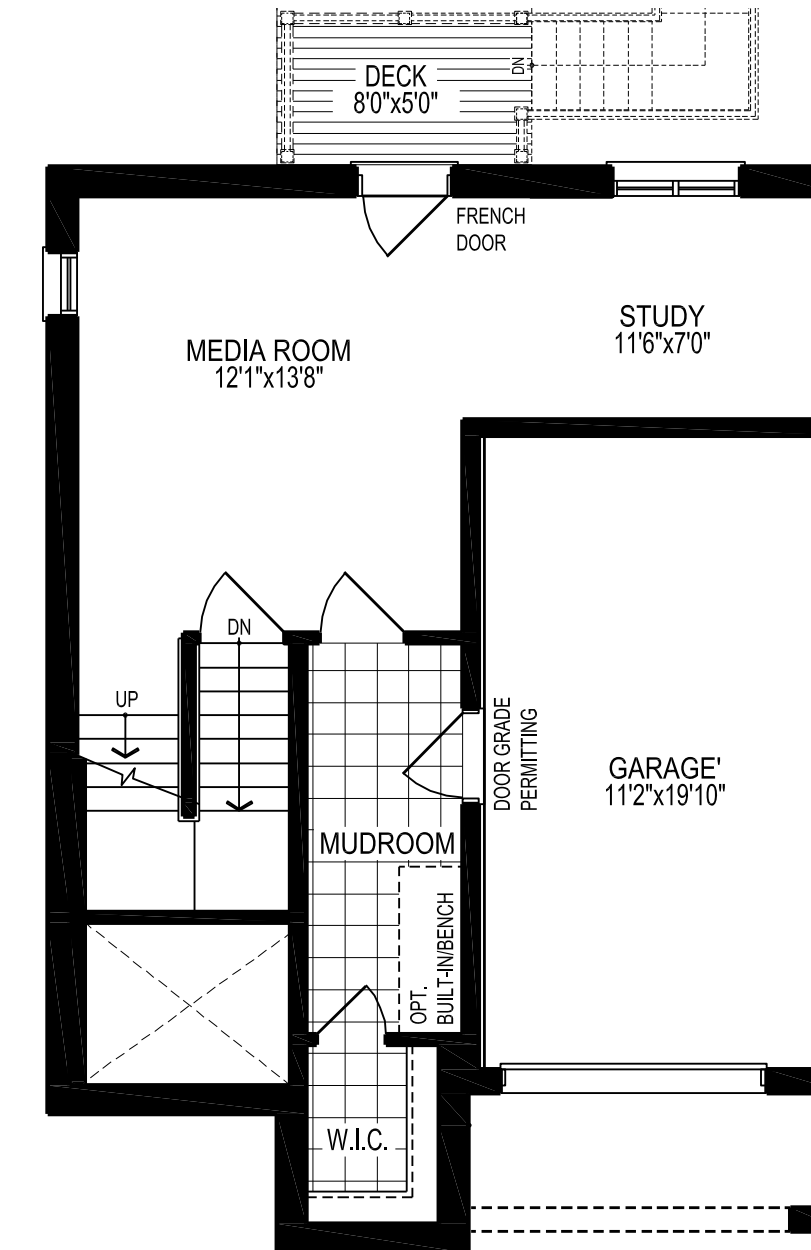 DECK
8'0"x5'0"
DN
FRENCH
DOOR
STUDY
11'6"x7'0"
MEDIA ROOM
12'1"x13'8"
DN
UP
DOOR GRADE
PERMITTING
GARAGE'
11'2"x19'10"
MUDROOM
OPT.
BUILT-IN/BENCH
W.I.C.